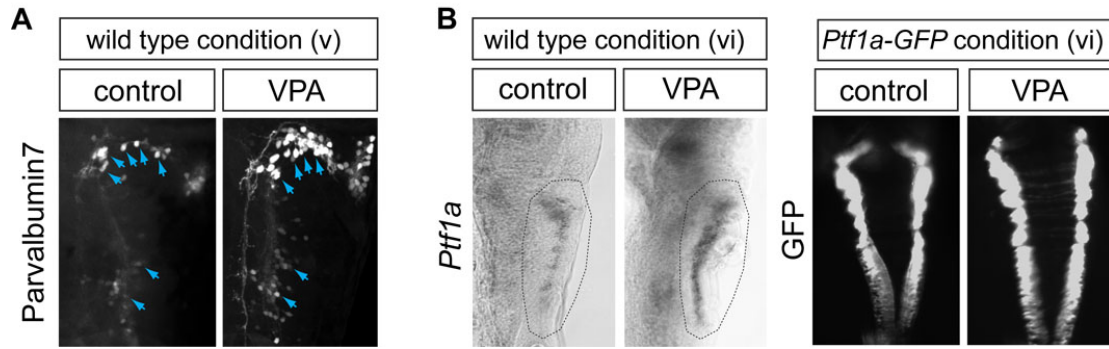 A
wild type condition (v)
control
VPA
Parvalbumin7
B
wild type condition (vi)
control
VPA
Ptf1a
Ptf1a-GFP condition (vi)
control
VPA
GFP